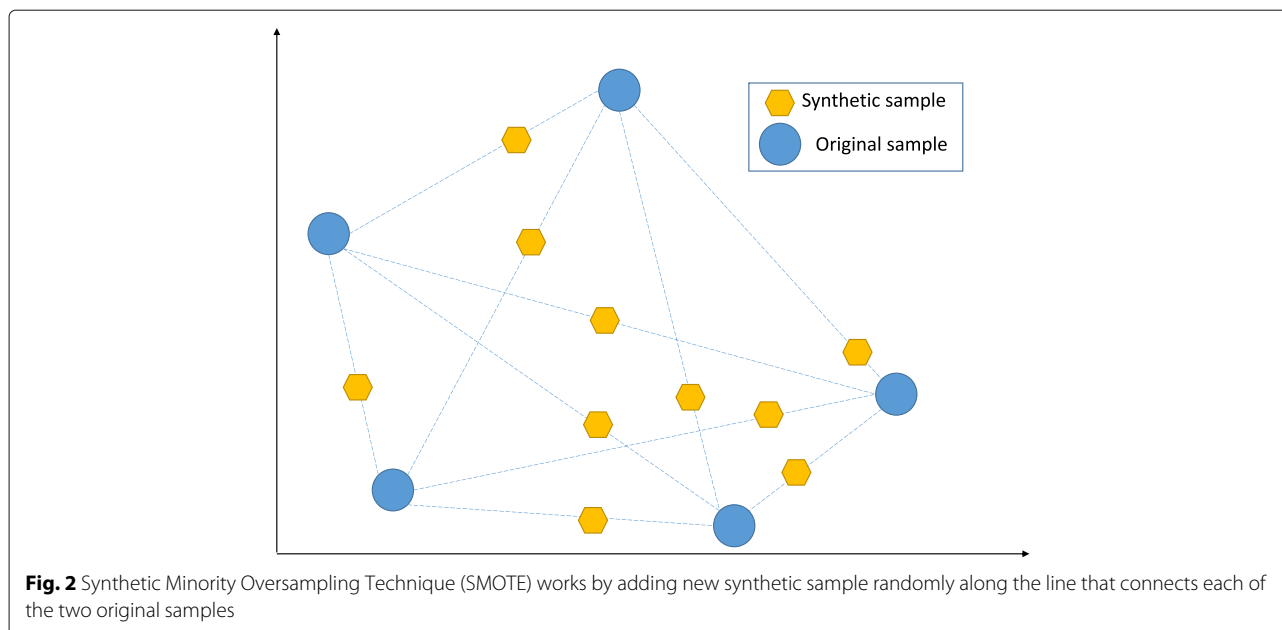 Synthetic sample
Original sample
Fig. 2 Synthetic Minority Oversampling Technique (SMOTE) works by adding new synthetic sample randomly along the line that connects each of
the two original samples